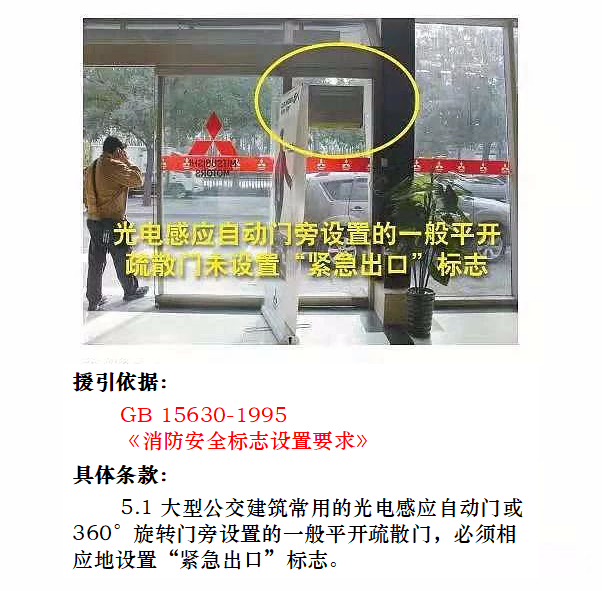 MITSUBISHI
MOTORS
光电感应自动门旁设置的一般平开
疏散门未设置“紧急出口”标志
援引依据：
GB 15630-1995
《消防安全标志设置要求》
具体条款：
5.1 大型公交建筑常用的光电感应自动门或
360°旋转门旁设置的一般平开疏散门，必须相
应地设置“紧急出口”标志。